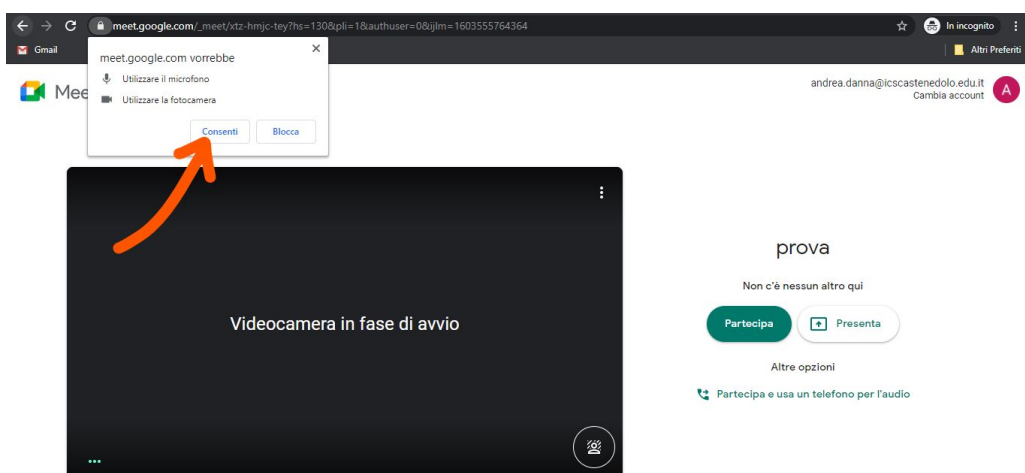 meet.google.com/_meet/xtz-hmjc-tey?hs=130&pli=1&authuser=0&ijlm=1603555764364
In incognito
Gmail
Altri Preferiti
meet.google.com vorrebbe
Utilizzare il microfono
Utilizzare la fotocamera
Consenti
Blocca
Mee
andrea.danna@icscastenedolo.edu.it
Cambia account
A
Videocamera in fase di avvio
prova
Non c'è nessun altro qui
Partecipa
Presenta
Altre opzioni
Partecipa e usa un telefono per l'audio